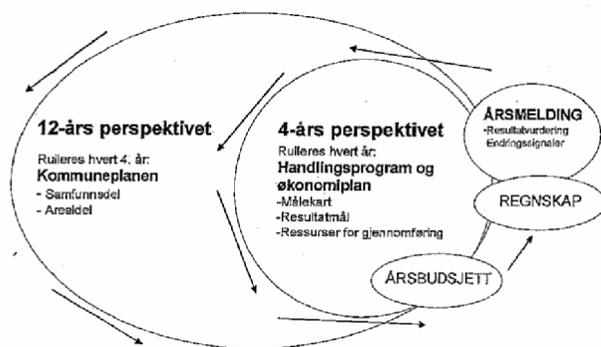 12-års perspektivet
Rulleres hvert 4. år:
Kommuneplanen
- Samfunnsdel
- Arealdel
4-års perspektivet
Rulleres hvert år:
Handlingsprogram og
økonomiplan
- Målekart
- Resultatmål
- Ressurser for gjennomføring
ÅRSMELDING
-Resultatvurdering
Endringssignaler
REGNSKAP
ÅRSBUDSJETT